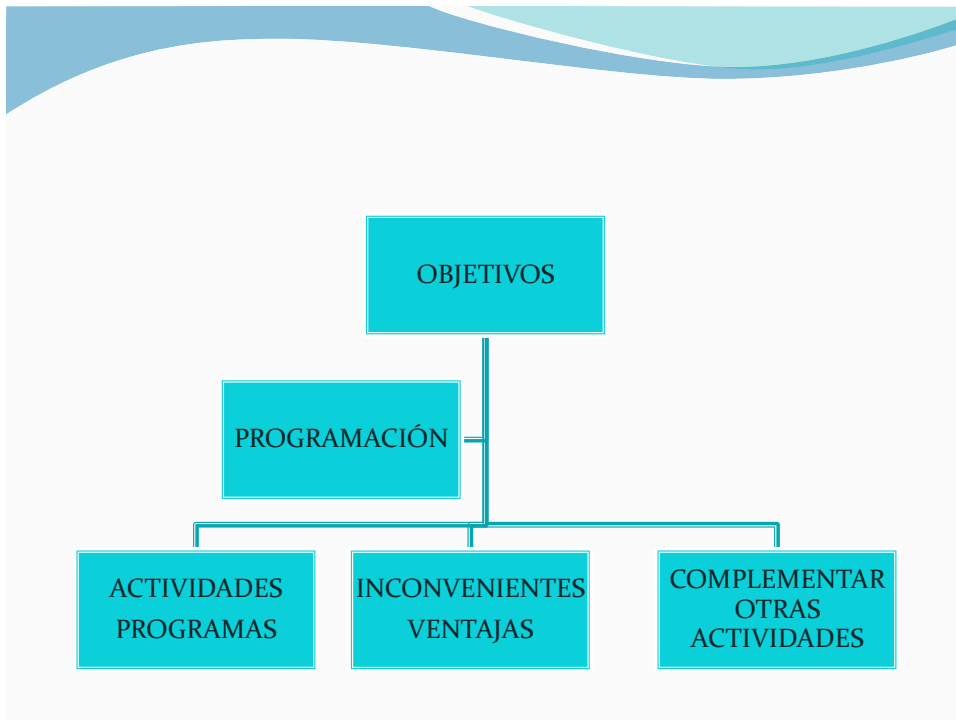 OBJETIVOS
PROGRAMACIÓN
ACTIVIDADES
PROGRAMAS
INCONVENIENTES
VENTAJAS
COMPLEMENTAR
OTRAS
ACTIVIDADES